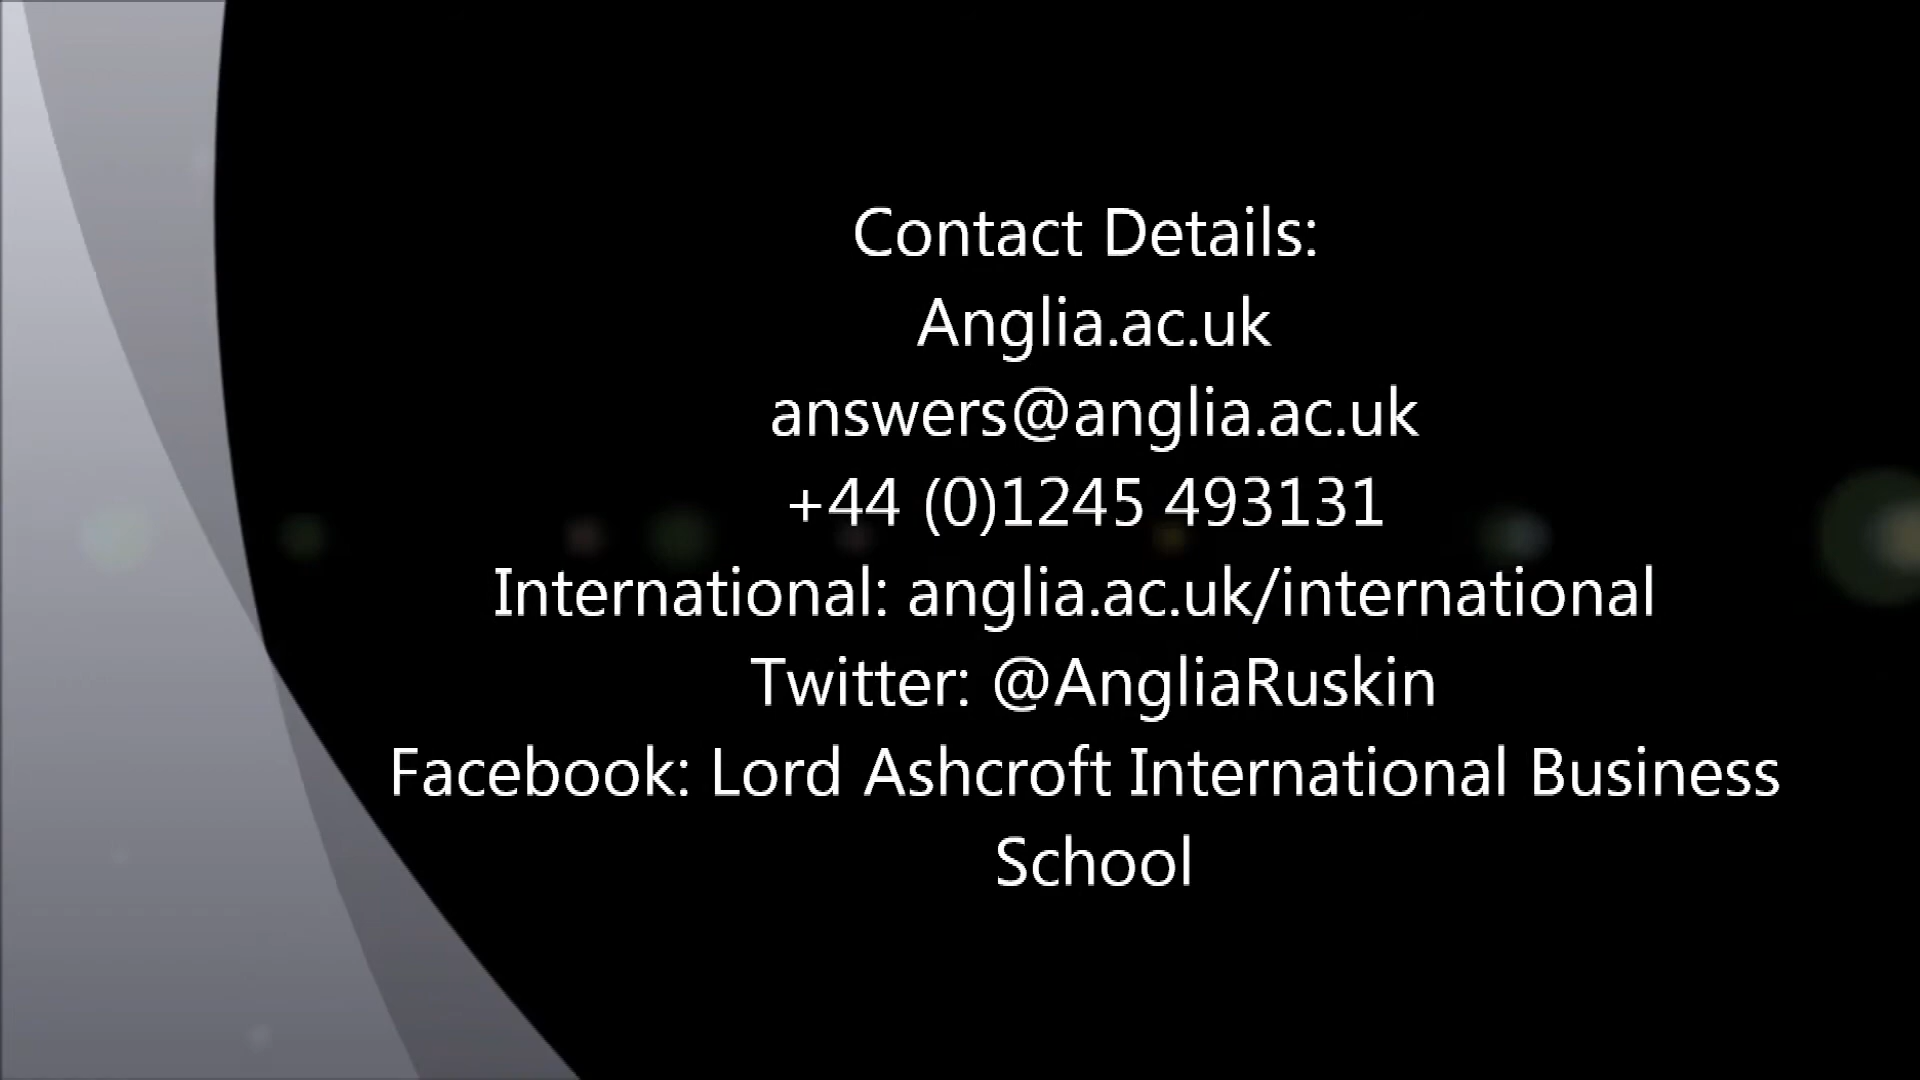 Contact Details:
Anglia.ac.uk
answers@anglia.ac.uk
+44 (0)1245 493131
International: anglia.ac.uk/international
Twitter: @AngliaRuskin
Facebook: Lord Ashcroft International Business
School